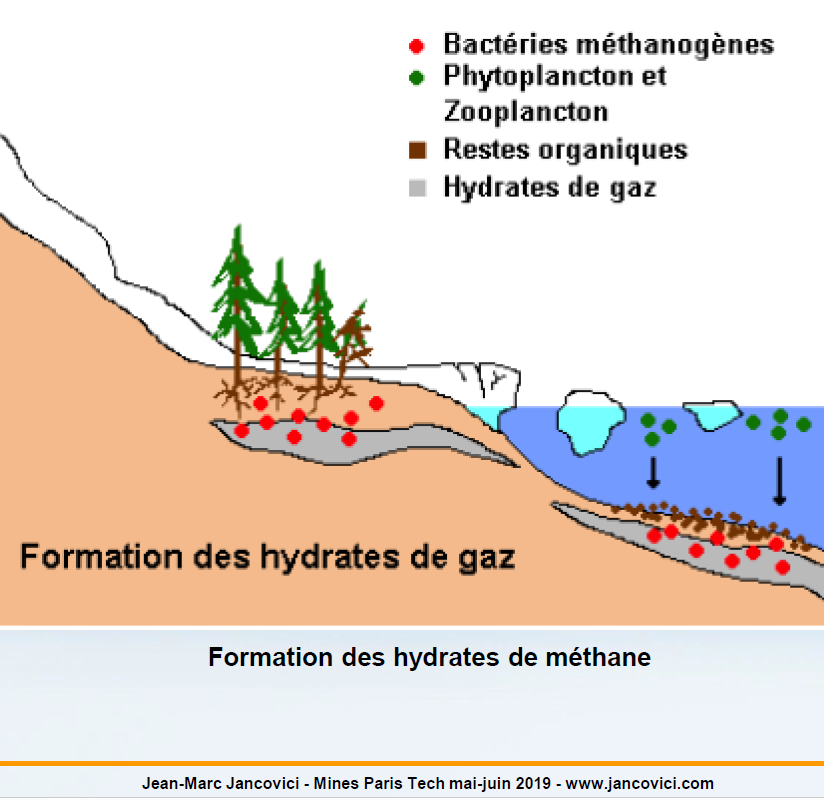 Bactéries méthanogènes
Phytoplancton et
Zooplancton
Restes organiques
Hydrates de gaz
Formation des hydrates de gaz
Formation des hydrates de méthane
Jean-Marc Jancovici - Mines Paris Tech mai-juin 2019 - www.jancovici.com